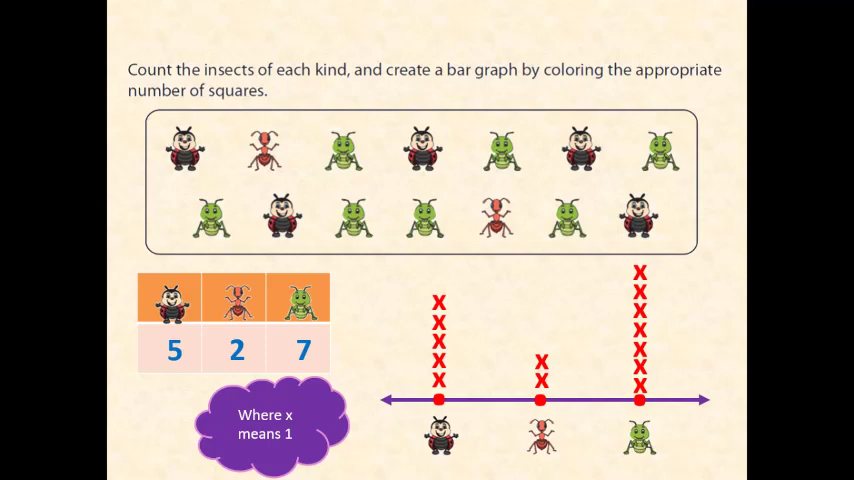 Count the insects of each kind, and create a bar graph by coloring the appropriate
number of squares.
5 2 7
Where x
means 1
X
X
X
X
X
X
X
X
X
X
X
X
X
X